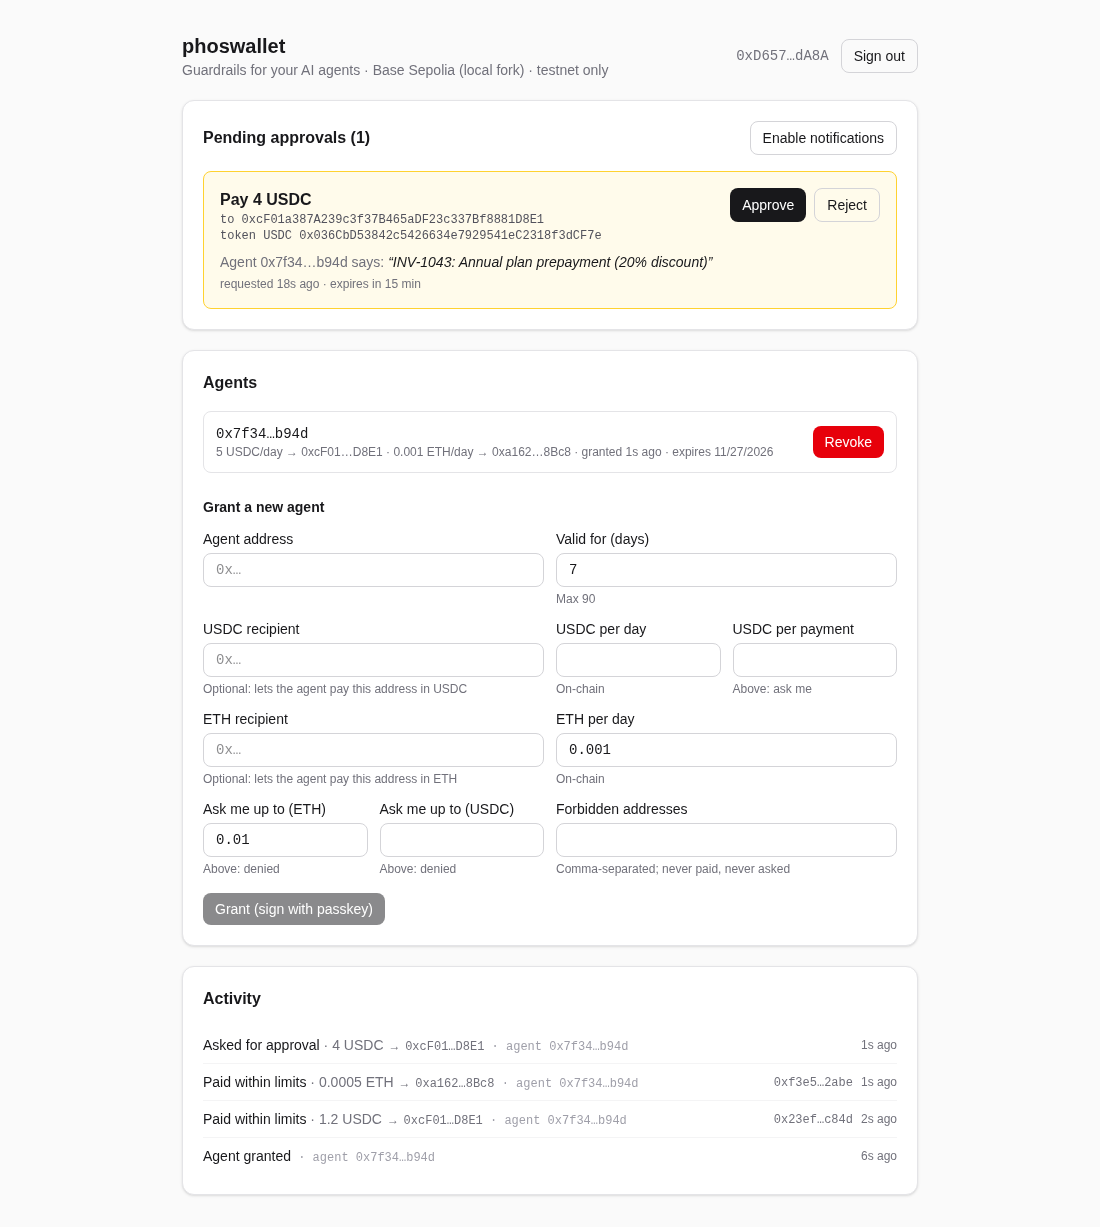 phoswallet
Guardrails for your AI agents · Base Sepolia (local fork) · testnet only
0xD657…dA8A
Sign out
Pending approvals (1)
Enable notifications
Pay 4 USDC
to 0xcF01a387A239c3f37B465aDF23c337Bf8881D8E1
token USDC 0x036CbD53842c5426634e7929541eC2318f3dCF7e
Approve
Reject
Agent 0x7f34…b94d says: “INV-1043: Annual plan prepayment (20% discount)”
requested 18s ago · expires in 15 min
Agents
0x7f34…b94d
5 USDC/day → 0xcF01…D8E1 · 0.001 ETH/day → 0xa162…8Bc8 · granted 1s ago · expires 11/27/2026
Revoke
Grant a new agent
Agent address
Valid for (days)
0x…
7
Max 90
USDC recipient
USDC per day
USDC per payment
0x…
Optional: lets the agent pay this address in USDC
On-chain
Above: ask me
ETH recipient
ETH per day
0x…
0.001
Optional: lets the agent pay this address in ETH
On-chain
Ask me up to (ETH)
Ask me up to (USDC)
Forbidden addresses
0.01
Above: denied
Above: denied
Comma-separated; never paid, never asked
Grant (sign with passkey)
Activity
Asked for approval · 4 USDC → 0xcF01…D8E1 · agent 0x7f34…b94d
1s ago
Paid within limits · 0.0005 ETH → 0xa162…8Bc8 · agent 0x7f34…b94d
0xf3e5…2abe 1s ago
Paid within limits · 1.2 USDC → 0xcF01…D8E1 · agent 0x7f34…b94d
0x23ef…c84d 2s ago
Agent granted · agent 0x7f34…b94d
6s ago